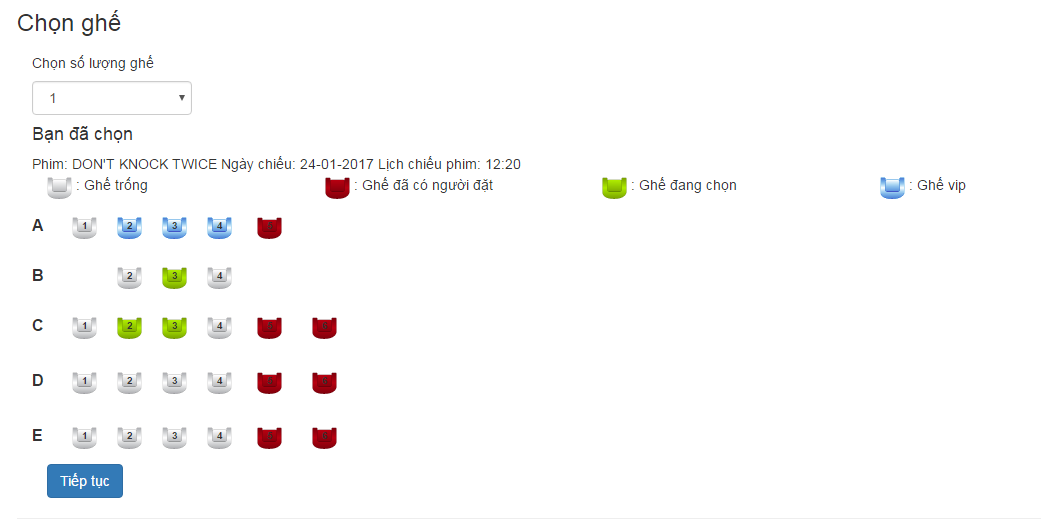 Chọn ghế
Chọn số lượng ghế
1
Bạn đã chọn
Phim: DON'T KNOCK TWICE Ngày chiếu: 24-01-2017 Lịch chiếu phim: 12:20
: Ghế trống : Ghế đã có người đặt : Ghế đang chọn : Ghế vip
A 1 2 3 4
B 2 3 4
C 1 2 3 4
D 1 2 3 4
E 1 2 3 4
Tiếp tục